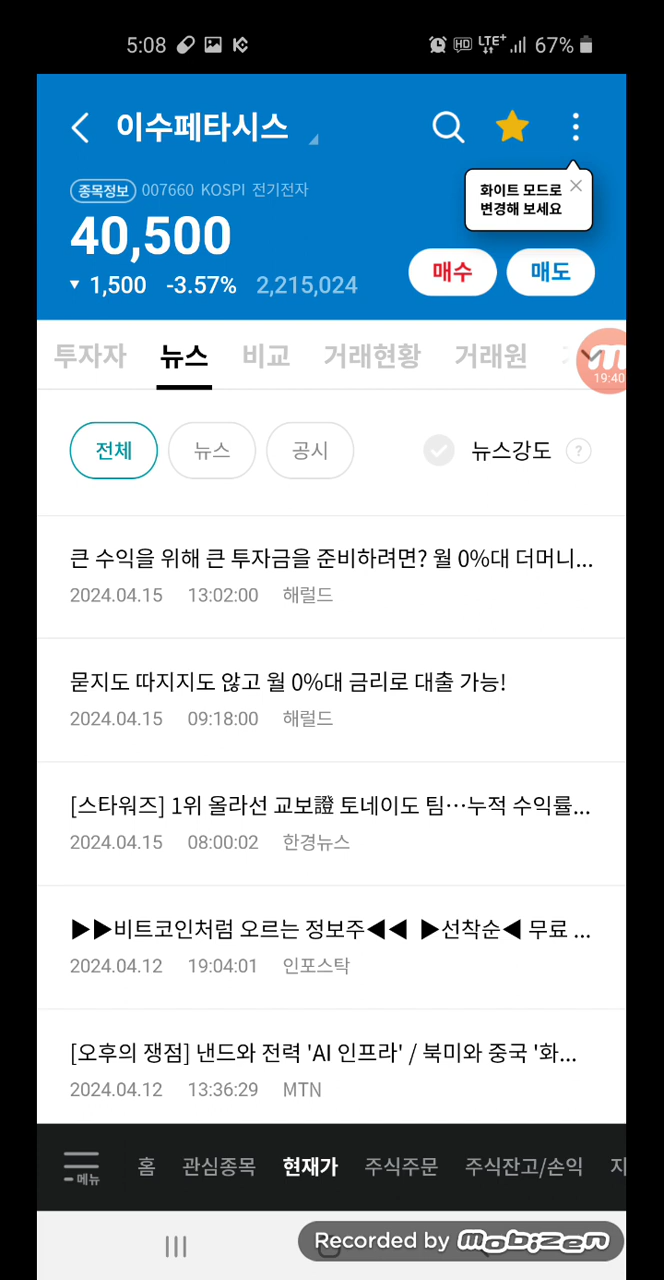 5:08 HD LTE+ 67%
이수페타시스
종목정보 007660 KOSPI 전기전자
화이트 모드로
변경해 보세요
40,500
▼ 1,500 -3.57% 2,215,024
매수 매도
투자자 뉴스 비교 거래현황 거래원
19:40
전체 뉴스 공시 뉴스강도 ?
큰 수익을 위해 큰 투자금을 준비하려면? 월 0%대 더머니...
2024.04.15 13:02:00 해럴드
묻지도 따지지도 않고 월 0%대 금리로 대출 가능!
2024.04.15 09:18:00 해럴드
[스타워즈] 1위 올라선 교보證 토네이도 팀…누적 수익률...
2024.04.15 08:00:02 한경뉴스
▶▶비트코인처럼 오르는 정보주◀◀ ▶선착순◀ 무료 ...
2024.04.12 19:04:01 인포스탁
[오후의 쟁점] 낸드와 전력 'AI 인프라' / 북미와 중국 '화...
2024.04.12 13:36:29 MTN
메뉴 홈 관심종목 현재가 주식주문 주식잔고/손익
Recorded by mobizen